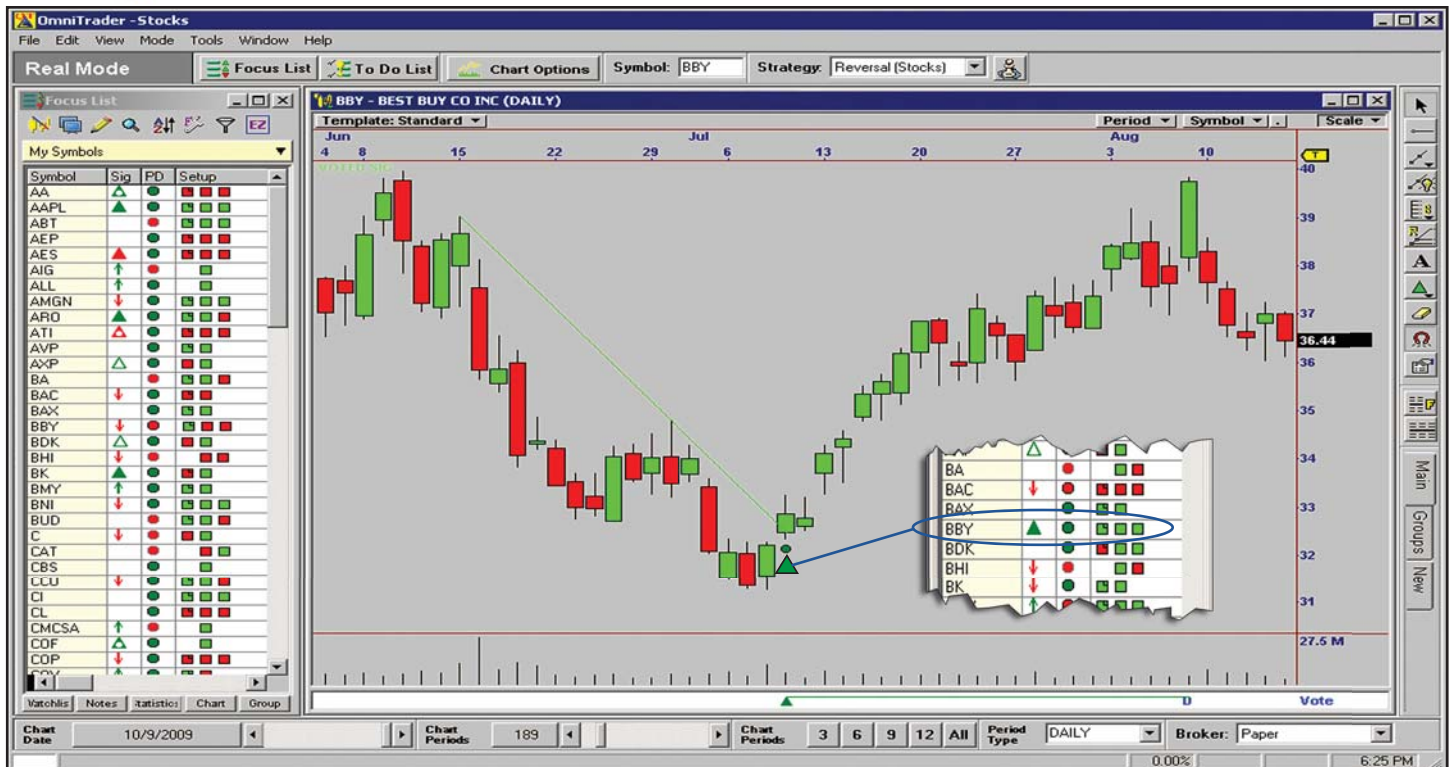 OmniTrader - Stocks
File Edit View Mode Tools Window Help
Real Mode Focus List To Do List Chart Options Symbol: BBY Strategy: Reversal (Stocks)
Focus List
EZ
My Symbols
Symbol Sig PD Setup
AA
AAPL
ABT
AEP
AES
AIG
ALL
AMGN
ARO
ATI
AVP
AXP
BA
BAC
BAX
BBY
BDK
BHI
BK
BMY
BNI
BUD
C
CAT
CBS
CCU
CI
CL
CMCSA
COF
COP
Watchlis Notes tatistic: Chart Group
BBY - BEST BUY CO INC (DAILY)
Template: Standard Period Symbol . Scale
Jun Jul Aug
4 8 15 22 29 6 13 20 27 3 10 T
VOTED SIG
40
39
38
37
36.44
36
35
34
33
32
31
27.5 M
BA
BAC
BAX
BBY
BDK
BHI
BK
D Vote
A
Main
Groups
New
Chart Date 10/9/2009 Chart Periods 189 Chart Periods 3 6 9 12 All Period Type DAILY Broker: Paper
0.00% 6:25 PM